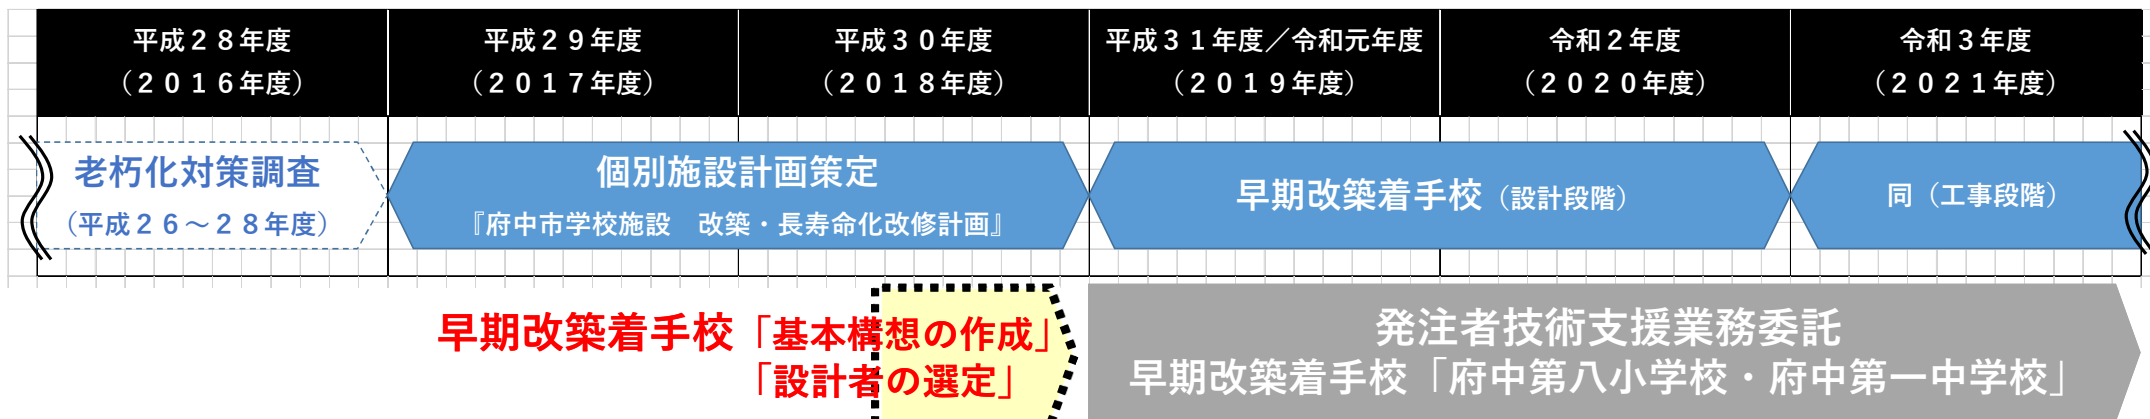 平成２８年度
（２０１６年度）
平成２９年度
（２０１７年度）
平成３０年度
（２０１８年度）
平成３１年度／令和元年度
（２０１９年度）
令和２年度
（２０２０年度）
令和３年度
（２０２１年度）
老朽化対策調査
（平成２６～２８年度）
個別施設計画策定
『府中市学校施設　改築・長寿命化改修計画』
早期改築着手校（設計段階）
同（工事段階）
早期改築着手校「基本構想の作成」
「設計者の選定」
発注者技術支援業務委託
早期改築着手校「府中第八小学校・府中第一中学校」